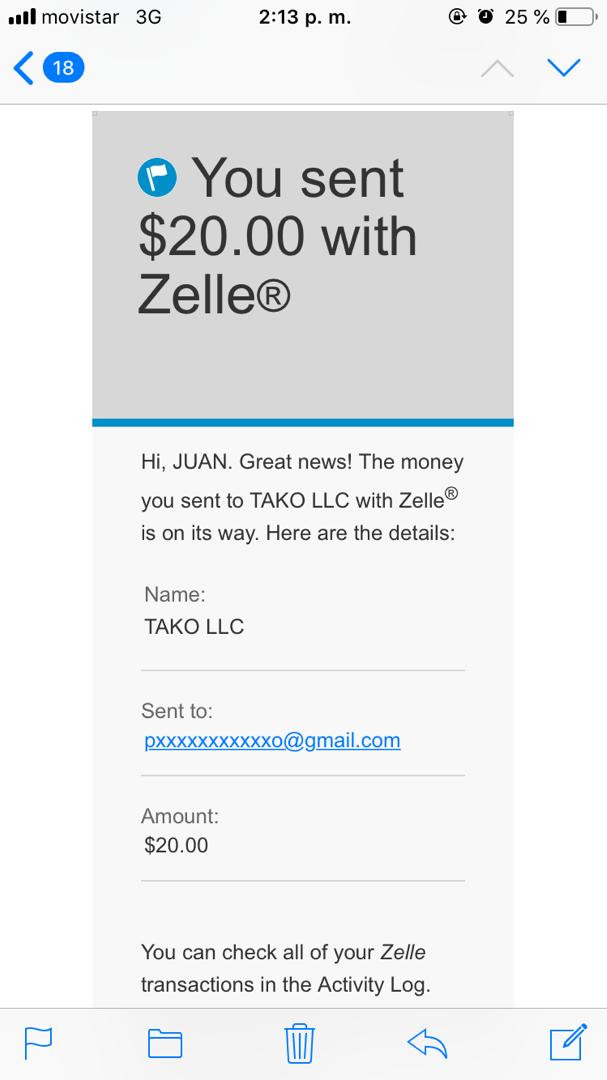 movistar 3G 2:13 p. m. 25 %
18
You sent
$20.00 with
Zelle®
Hi, JUAN. Great news! The money
you sent to TAKO LLC with Zelle®
is on its way. Here are the details:
Name:
TAKO LLC
Sent to:
pxxxxxxxxxxxo@gmail.com
Amount:
$20.00
You can check all of your Zelle
transactions in the Activity Log.